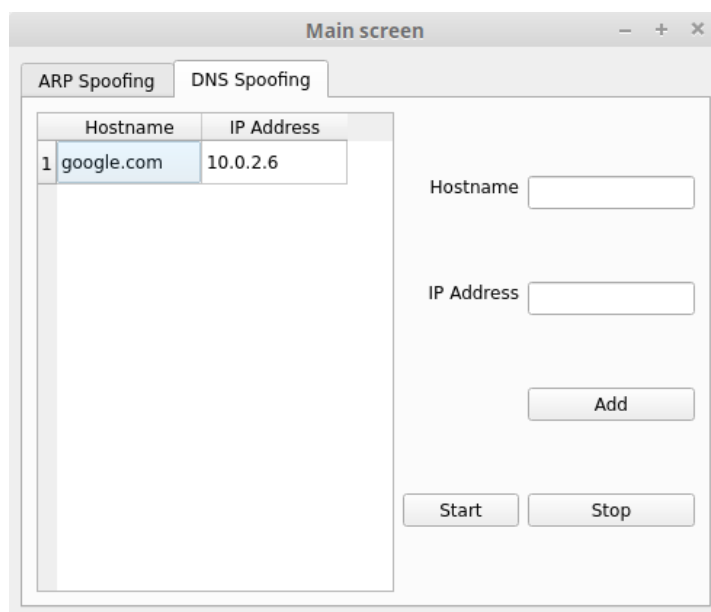 Main screen
ARP Spoofing DNS Spoofing
Hostname IP Address
1 google.com 10.0.2.6
Hostname
IP Address
Add
Start Stop